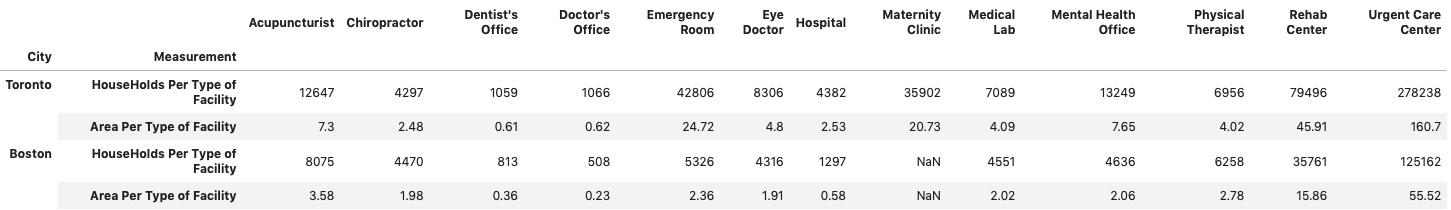 Acupuncturist Chiropractor Dentist's Office Doctor's Office Emergency Room Eye Doctor Hospital Maternity Clinic Medical Lab Mental Health Office Physical Therapist Rehab Center Urgent Care Center
City Measurement
Toronto HouseHolds Per Type of Facility 12647 4297 1059 1066 42806 8306 4382 35902 7089 13249 6956 79496 278238
Area Per Type of Facility 7.3 2.48 0.61 0.62 24.72 4.8 2.53 20.73 4.09 7.65 4.02 45.91 160.7
Boston HouseHolds Per Type of Facility 8075 4470 813 508 5326 4316 1297 NaN 4551 4636 6258 35761 125162
Area Per Type of Facility 3.58 1.98 0.36 0.23 2.36 1.91 0.58 NaN 2.02 2.06 2.78 15.86 55.52